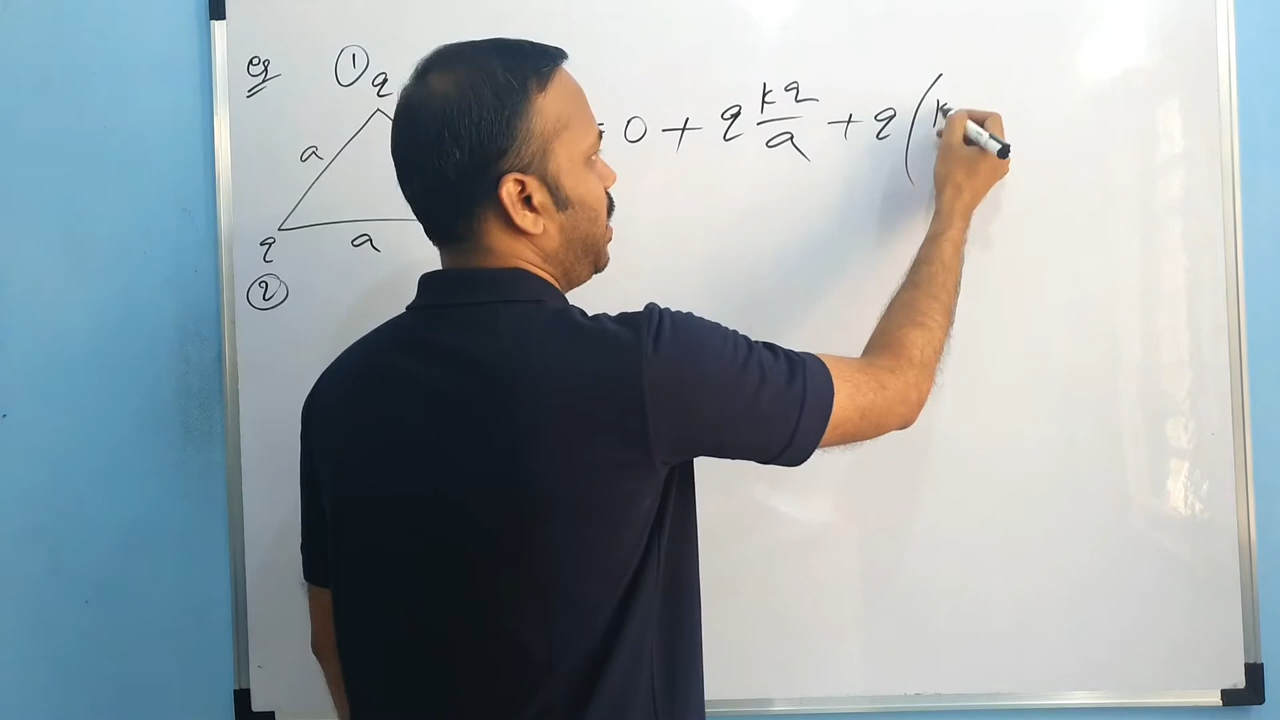 eg
① q
= 0 + q kq/a + q (k
a
q a
②